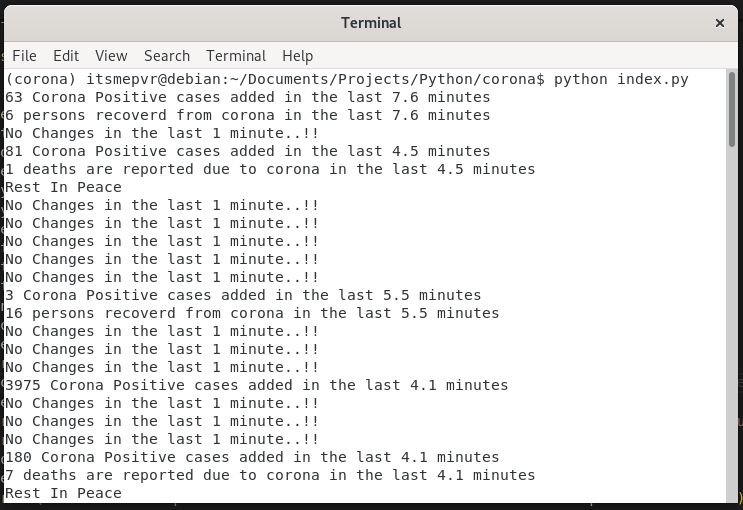 Terminal
×
File Edit View Search Terminal Help
(corona) itsmepvr@debian:~/Documents/Projects/Python/corona$ python index.py
63 Corona Positive cases added in the last 7.6 minutes
6 persons recoverd from corona in the last 7.6 minutes
No Changes in the last 1 minute..!!
81 Corona Positive cases added in the last 4.5 minutes
1 deaths are reported due to corona in the last 4.5 minutes
Rest In Peace
No Changes in the last 1 minute..!!
No Changes in the last 1 minute..!!
No Changes in the last 1 minute..!!
No Changes in the last 1 minute..!!
No Changes in the last 1 minute..!!
3 Corona Positive cases added in the last 5.5 minutes
16 persons recoverd from corona in the last 5.5 minutes
No Changes in the last 1 minute..!!
No Changes in the last 1 minute..!!
No Changes in the last 1 minute..!!
3975 Corona Positive cases added in the last 4.1 minutes
No Changes in the last 1 minute..!!
No Changes in the last 1 minute..!!
No Changes in the last 1 minute..!!
180 Corona Positive cases added in the last 4.1 minutes
7 deaths are reported due to corona in the last 4.1 minutes
Rest In Peace